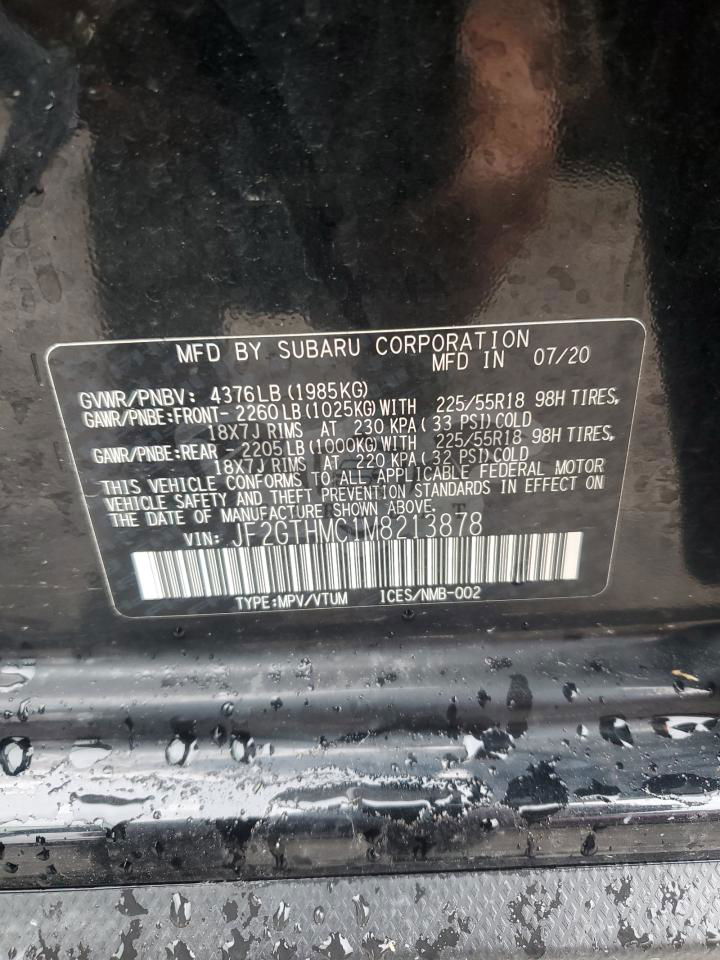 MFD BY SUBARU CORPORATION
MFD IN 07/20
GVWR/PNBV: 4376LB (1985KG)
GAWR/PNBE:FRONT- 2260LB (1025KG) WITH 225/55R18 98H TIRES,
18X7J RIMS AT 230 KPA (33 PSI) COLD
GAWR/PNBE:REAR - 2205LB (1000KG) WITH 225/55R18 98H TIRES,
18X7J RIMS AT 220 KPA (32 PSI) COLD
THIS VEHICLE CONFORMS TO ALL APPLICABLE FEDERAL MOTOR
VEHICLE SAFETY AND THEFT PREVENTION STANDARDS IN EFFECT ON
THE DATE OF MANUFACTURE SHOWN ABOVE.
VIN: JF2GTHMC1M8213878
TYPE:MPV/VTUM ICES/NMB-002